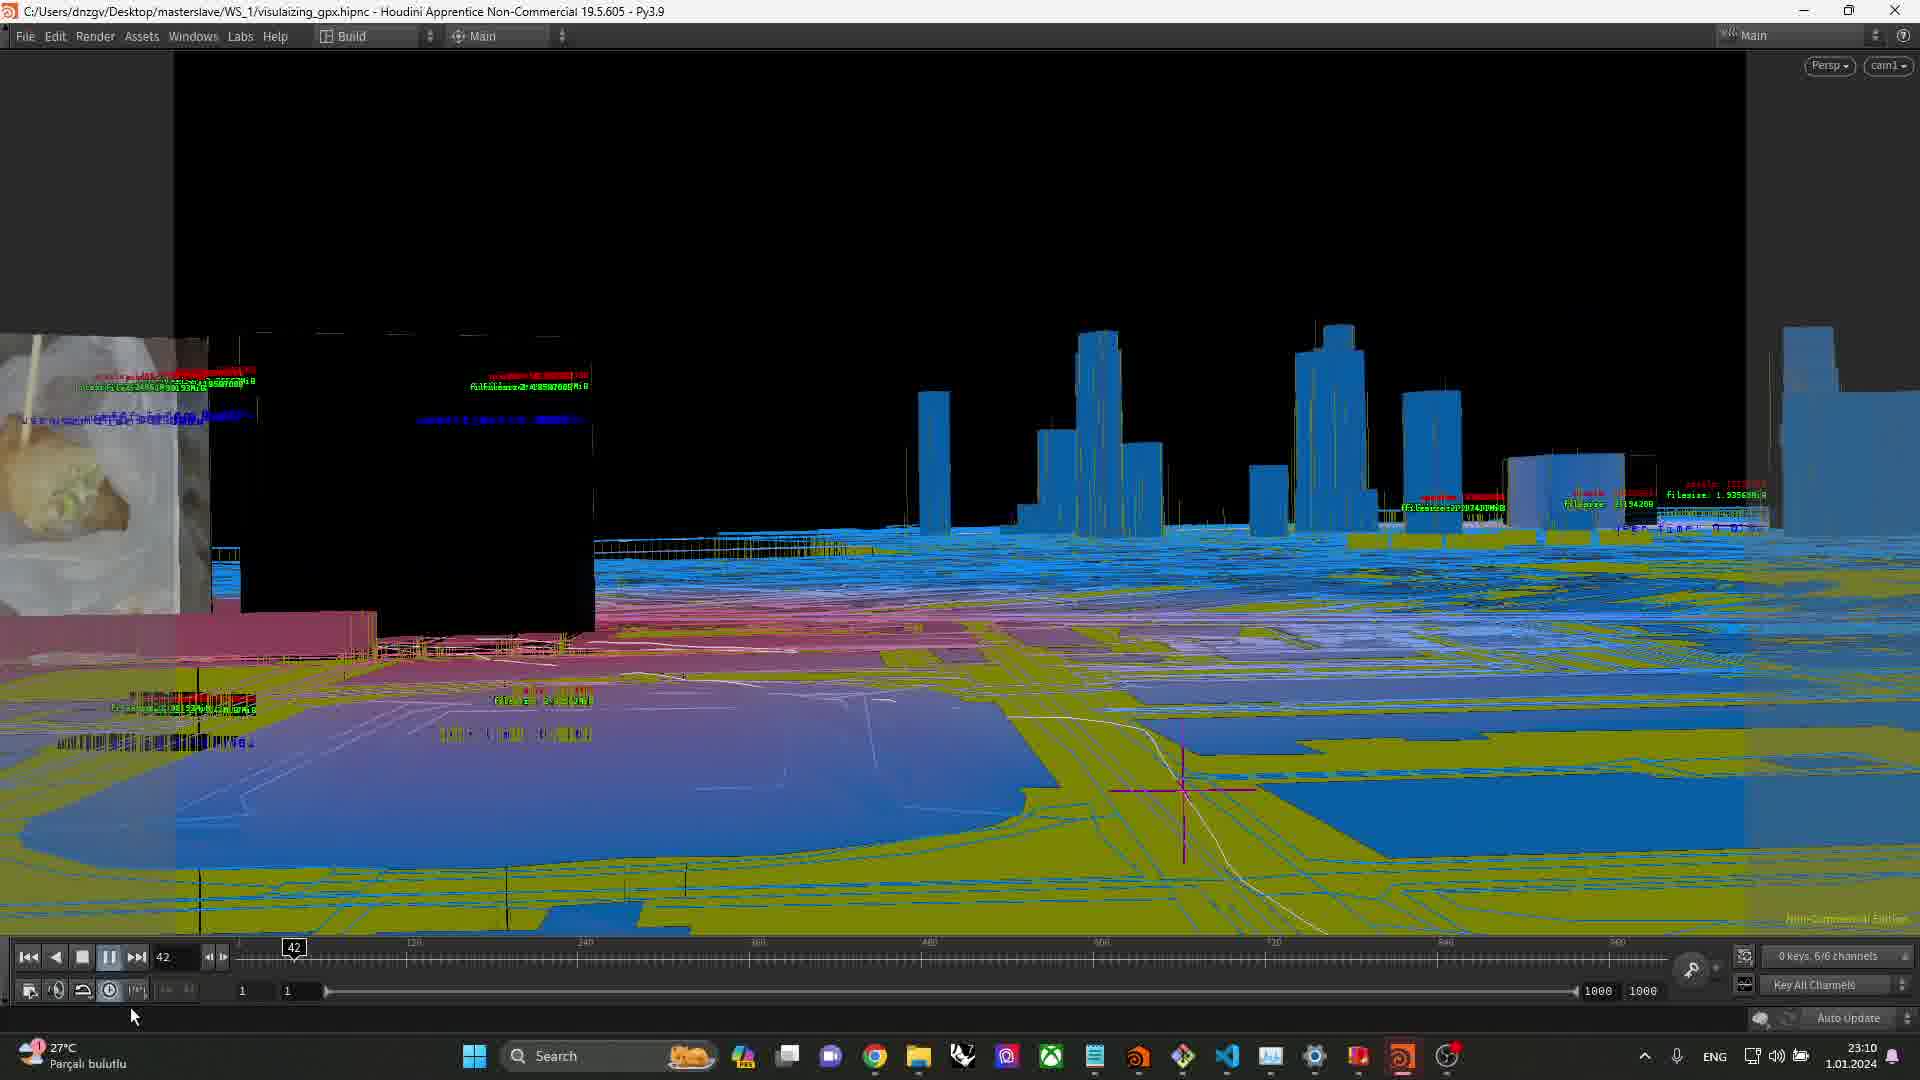 C:/Users/dnzgv/Desktop/masterslave/WS_1/visulaizing_gpx.hipnc - Houdini Apprentice Non-Commercial 19.5.605 - Py3.9
File Edit Render Assets Windows Labs Help Build Main Main
Persp cam1
filesize: 1.9356
Non-Commercial Edition
42 1 42 120 240 360 480 600 720 840 960
0 keys, 6/6 channels
1 1 1000 1000
Key All Channels
Auto Update
27°C
Parçalı bulutlu
Search
ENG
23:10
1.01.2024